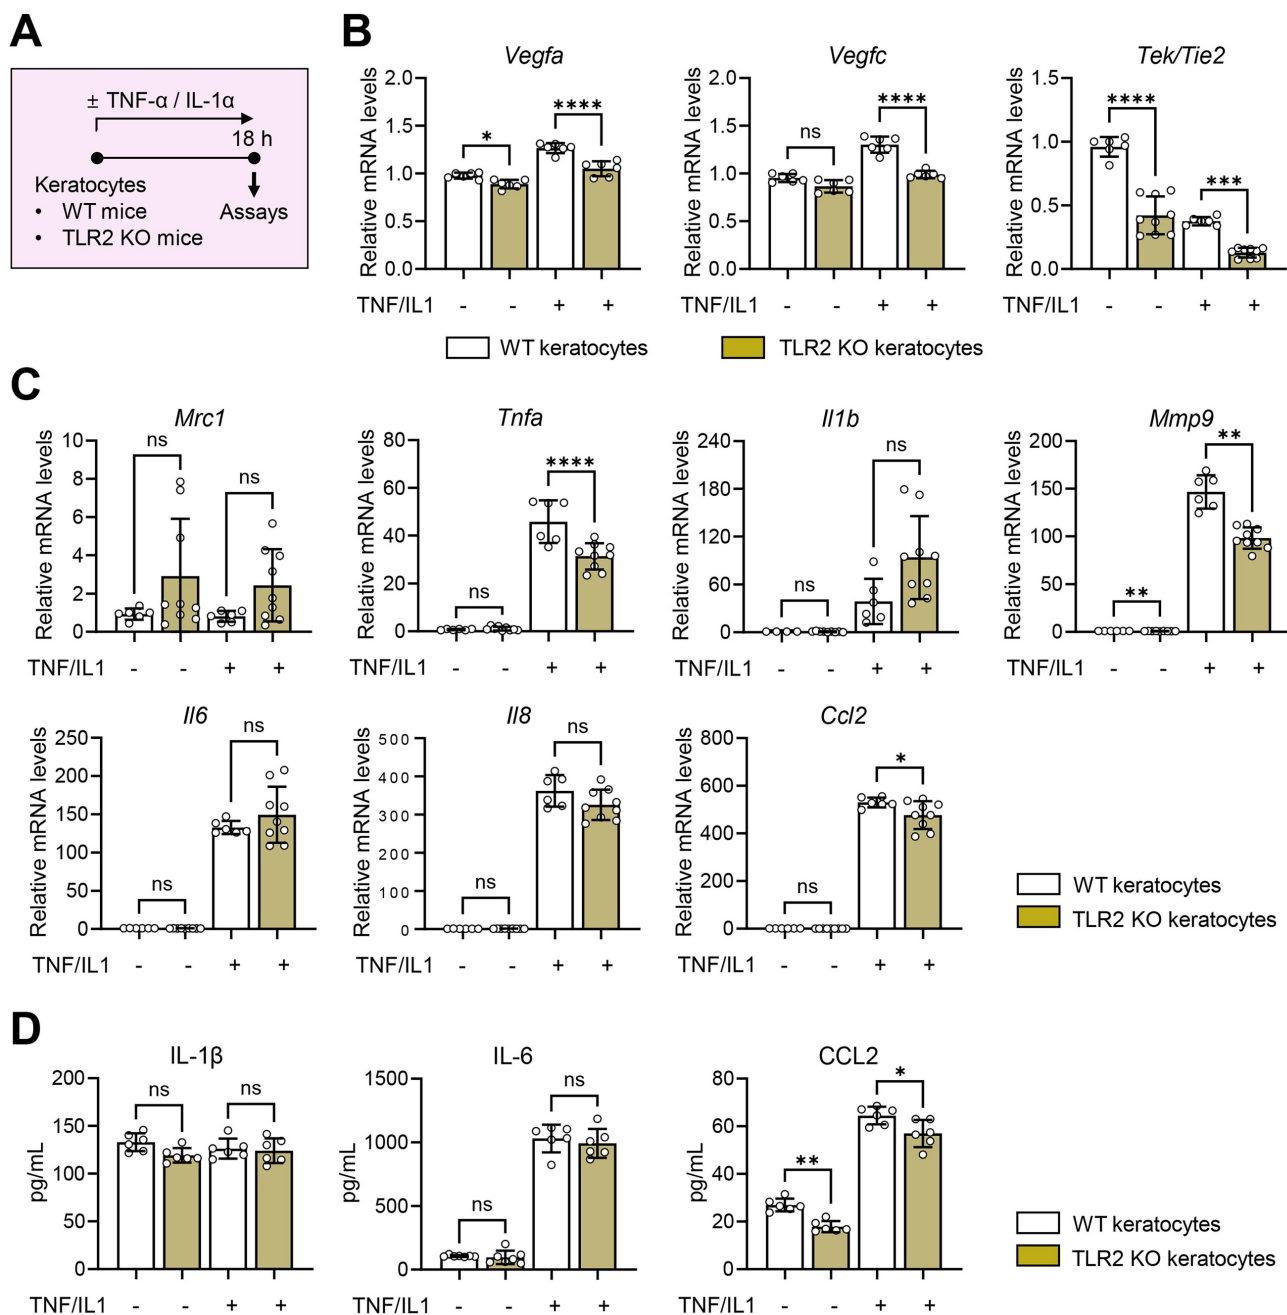 A
± TNF-α / IL-1α
18 h
Keratocytes
• WT mice
• TLR2 KO mice
Assays
B
Vegfa
Relative mRNA levels
2.0
1.5
1.0
0.5
0.0
*
****
TNF/IL1 - - + +
Vegfc
Relative mRNA levels
2.0
1.5
1.0
0.5
0.0
ns
****
TNF/IL1 - - + +
Tek/Tie2
Relative mRNA levels
1.5
1.0
0.5
0.0
****
***
TNF/IL1 - - + +
WT keratocytes
TLR2 KO keratocytes
C
Mrc1
Relative mRNA levels
10
8
6
4
2
0
ns
ns
TNF/IL1 - - + +
Tnfa
Relative mRNA levels
80
60
40
20
0
ns
****
TNF/IL1 - - + +
Il1b
Relative mRNA levels
240
180
120
60
0
ns
ns
TNF/IL1 - - + +
Mmp9
Relative mRNA levels
200
150
100
50
0
**
**
TNF/IL1 - - + +
Il6
Relative mRNA levels
250
200
150
100
50
0
ns
ns
TNF/IL1 - - + +
Il8
Relative mRNA levels
500
400
300
200
100
0
ns
ns
TNF/IL1 - - + +
Ccl2
Relative mRNA levels
800
600
400
200
0
ns
*
TNF/IL1 - - + +
WT keratocytes
TLR2 KO keratocytes
D
IL-1β
pg/mL
200
150
100
50
0
ns
ns
TNF/IL1 - - + +
IL-6
pg/mL
1500
1000
500
0
ns
ns
TNF/IL1 - - + +
CCL2
pg/mL
80
60
40
20
0
**
*
TNF/IL1 - - + +
WT keratocytes
TLR2 KO keratocytes